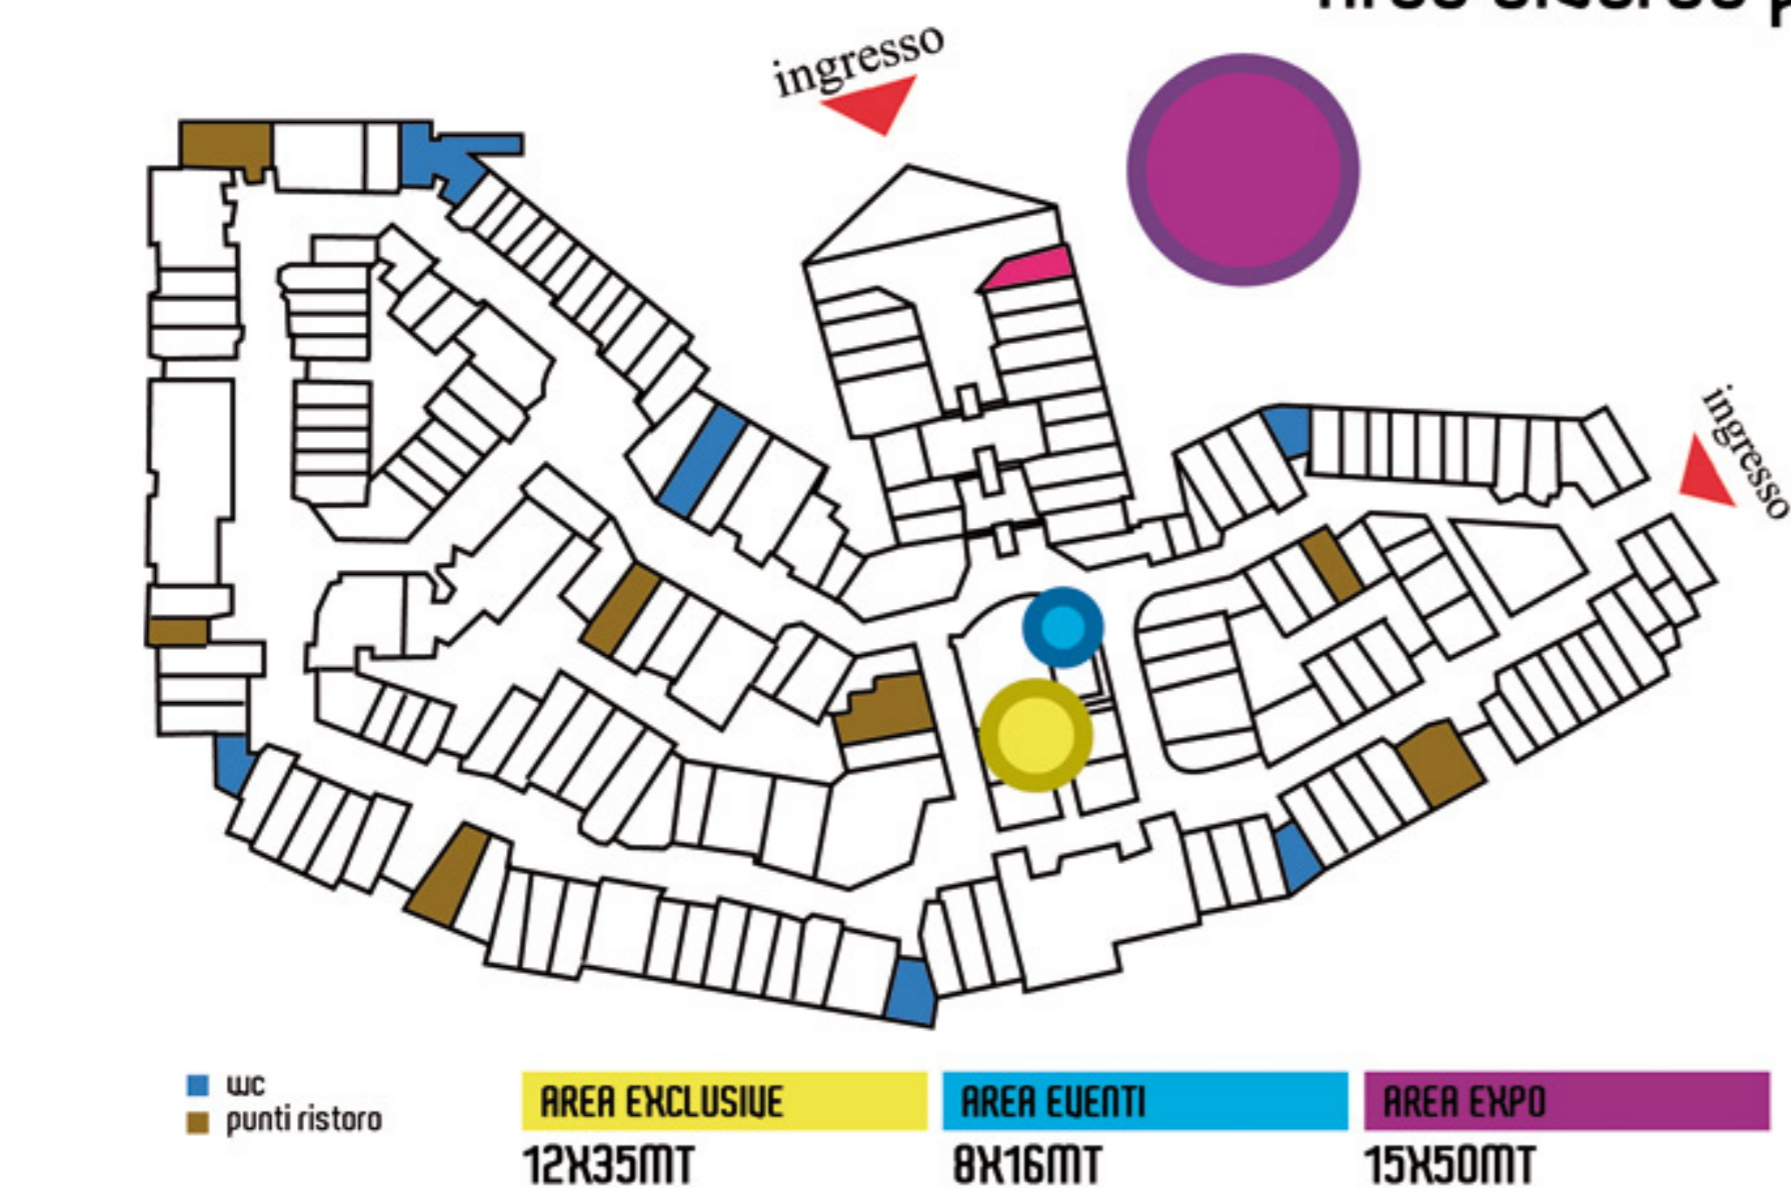 ingresso
ingresso
wc
punti ristoro
AREA EXCLUSIVE
12X35MT
AREA EVENTI
8X16MT
AREA EXPO
15X50MT